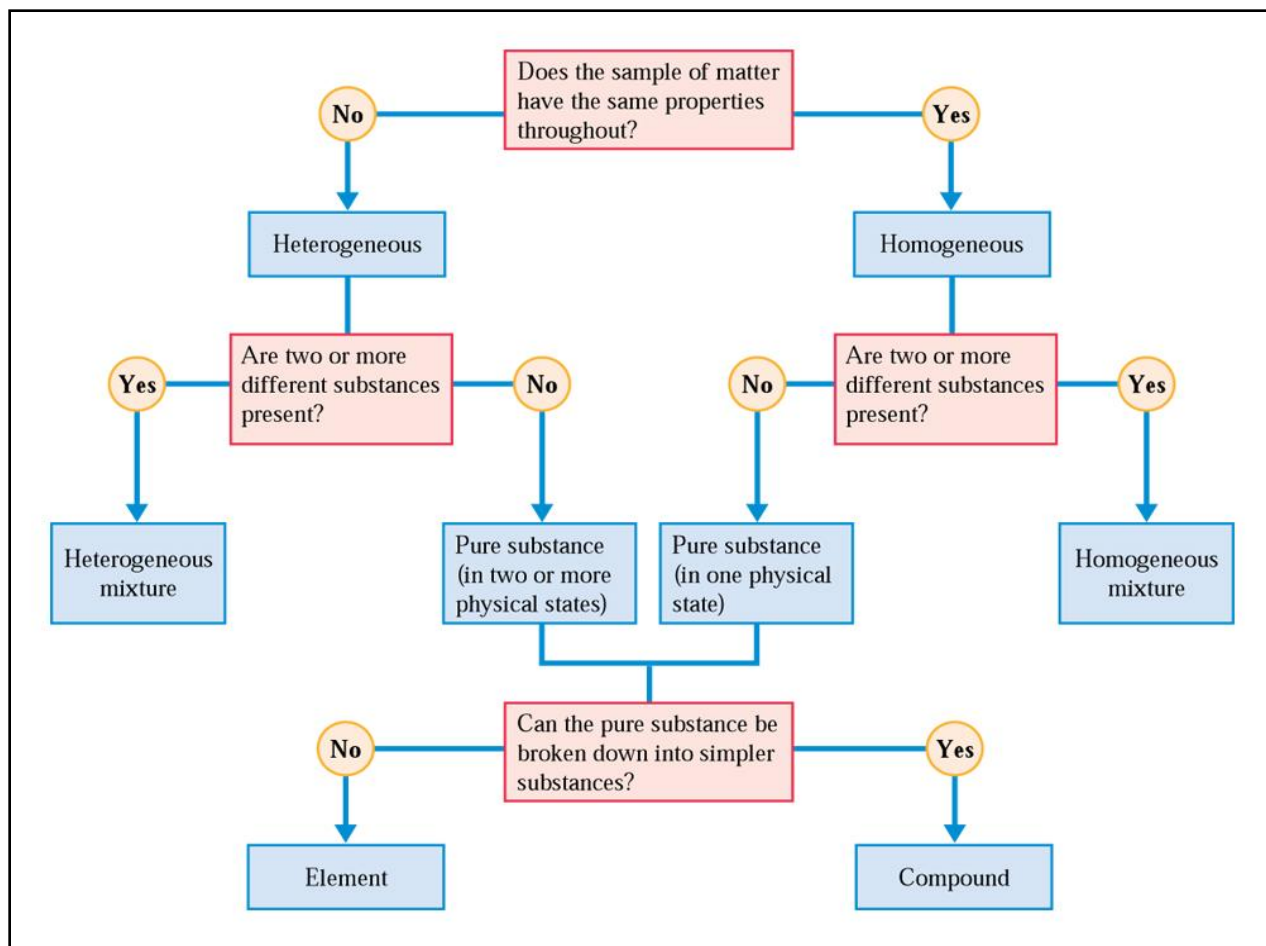 Does the sample of matter
have the same properties
throughout?
No
Yes
Heterogeneous
Homogeneous
Yes
Are two or more
different substances
present?
No
No
Are two or more
different substances
present?
Yes
Heterogeneous
mixture
Pure substance
(in two or more
physical states)
Pure substance
(in one physical
state)
Homogeneous
mixture
No
Can the pure substance be
broken down into simpler
substances?
Yes
Element
Compound